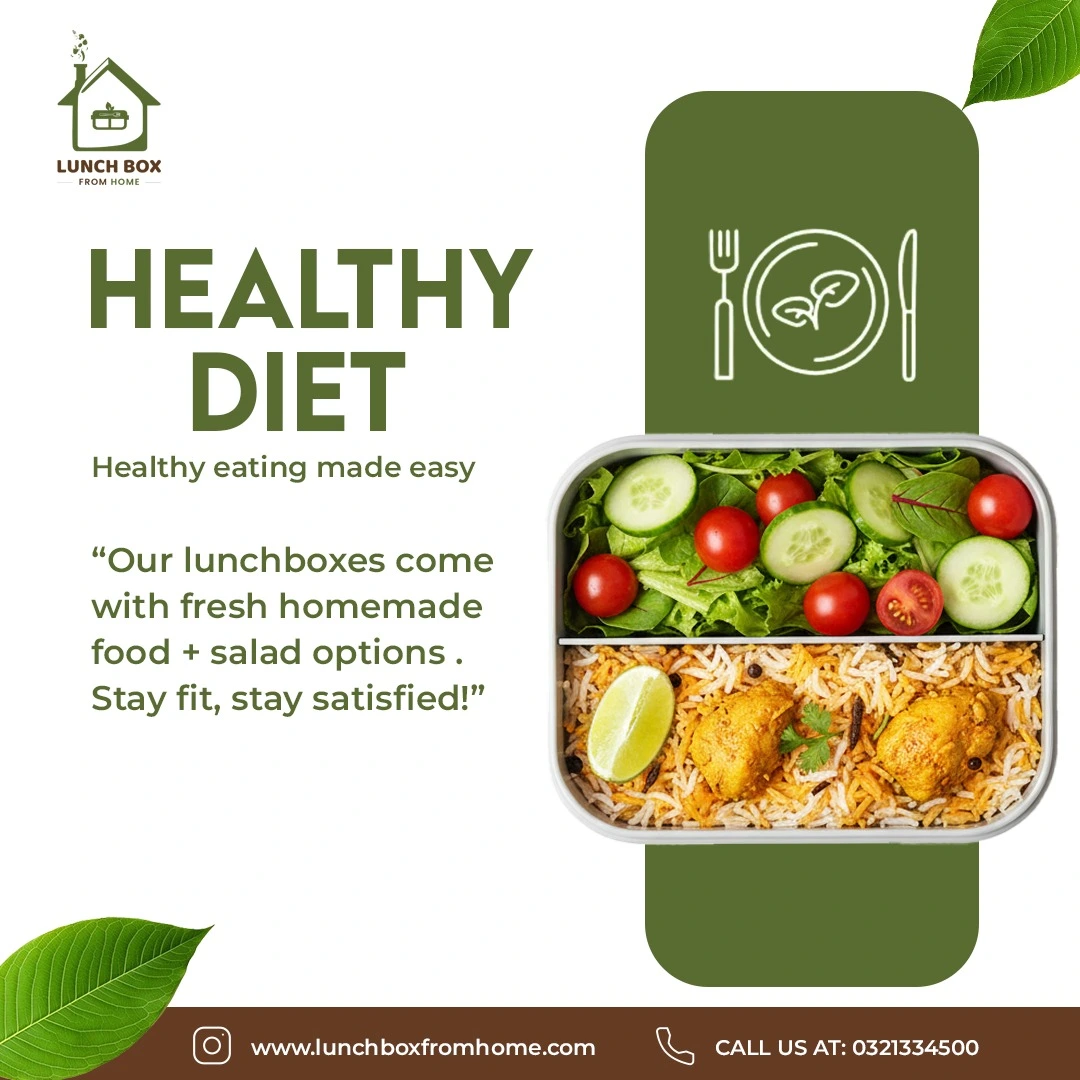 LUNCH BOX
FROM HOME
HEALTHY
DIET
Healthy eating made easy
“Our lunchboxes come
with fresh homemade
food + salad options .
Stay fit, stay satisfied!”
www.lunchboxfromhome.com
CALL US AT: 0321334500